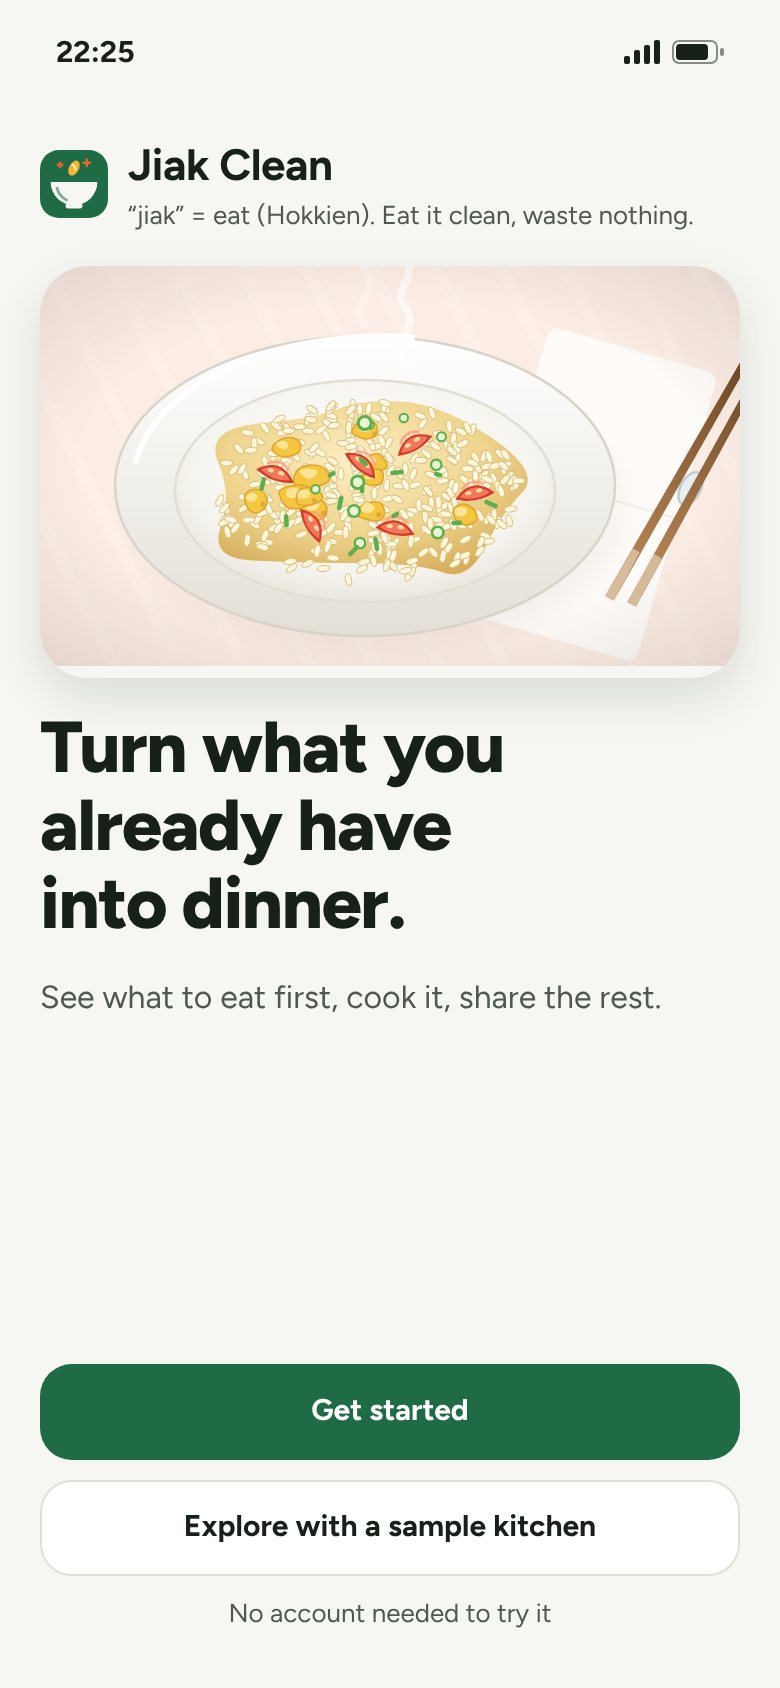 22:25
Jiak Clean
“jiak” = eat (Hokkien). Eat it clean, waste nothing.
Turn what you
already have
into dinner.
See what to eat first, cook it, share the rest.
Get started
Explore with a sample kitchen
No account needed to try it